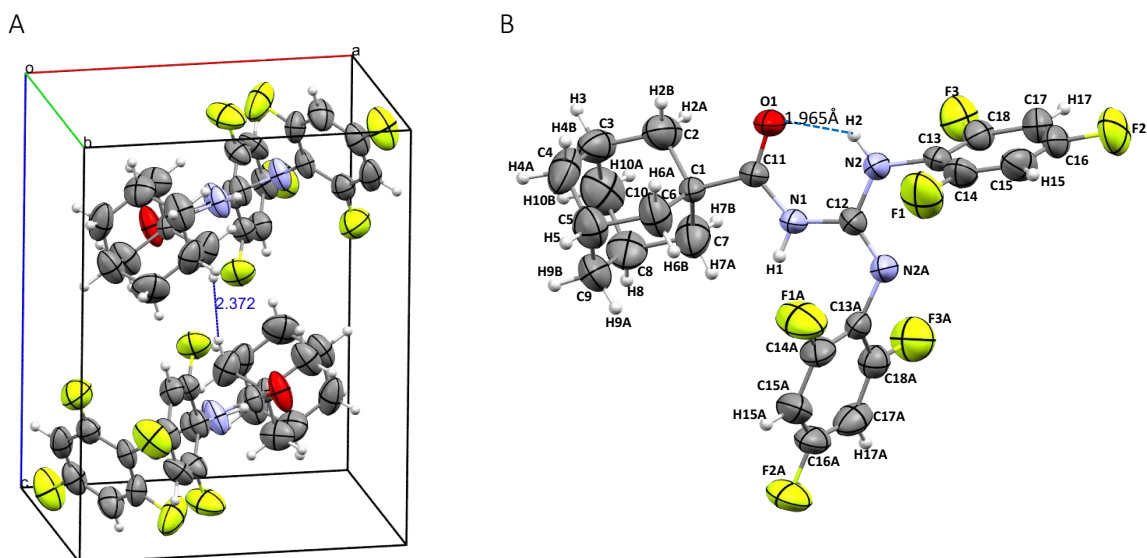 A
o
a
b
2.372
c
B
O1
1.965Å
H2
H2B
H2A
H3
C3
C2
H4B
C4
H4A
H10A
H10B
C10
H6A
C6
C1
C11
C5
H5
H7B
C7
H7A
H6B
C8
H8
H9B
C9
H9A
N1
H1
C12
N2
N2A
F3
C18
C17
H17
F2
C13
C16
C15
H15
C14
F1
F1A
C13A
F3A
C14A
C18A
C15A
H15A
C17A
H17A
C16A
F2A